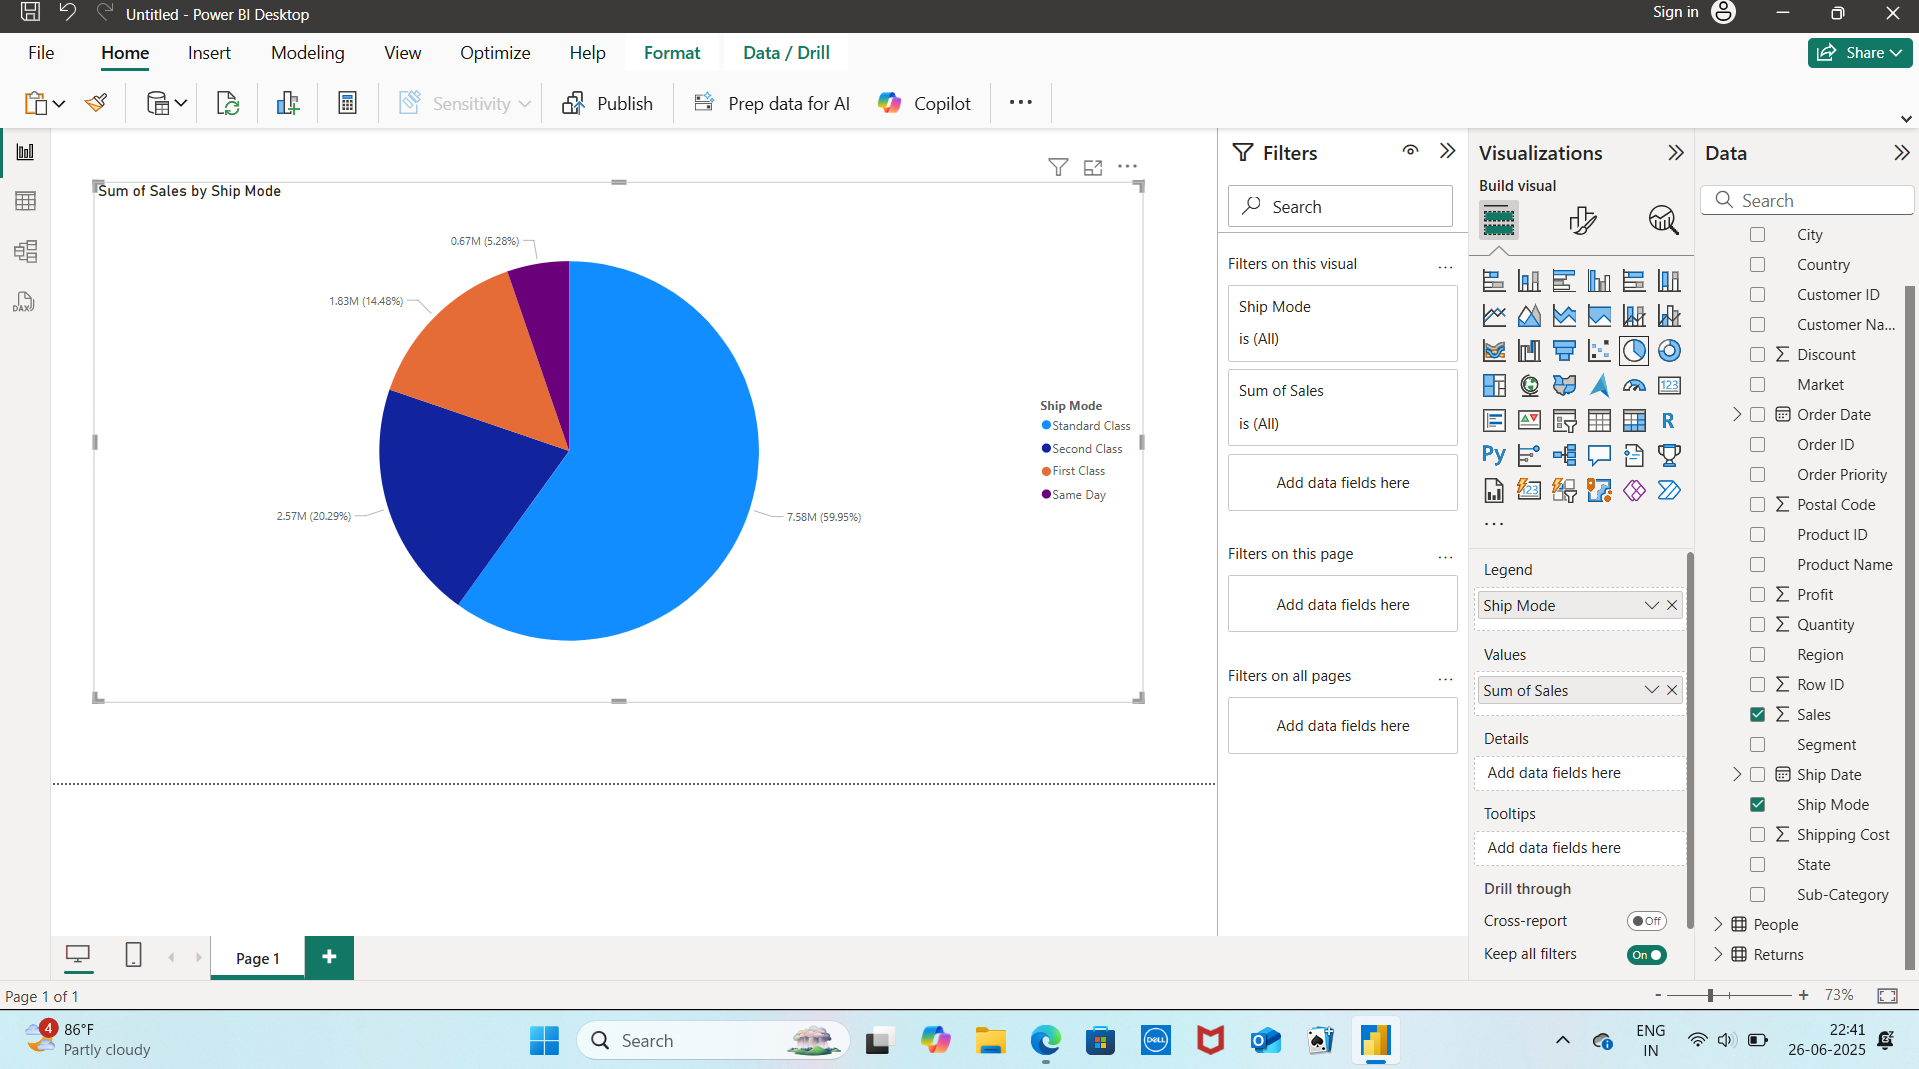 Untitled - Power BI Desktop
Sign in
File
Home
Insert
Modeling
View
Optimize
Help
Format
Data / Drill
Share
Sensitivity
Publish
Prep data for AI
Copilot
DAX
Sum of Sales by Ship Mode
0.67M (5.28%)
1.83M (14.48%)
2.57M (20.29%)
7.58M (59.95%)
Ship Mode
Standard Class
Second Class
First Class
Same Day
Filters
Search
Filters on this visual
Ship Mode
is (All)
Sum of Sales
is (All)
Add data fields here
Filters on this page
Add data fields here
Filters on all pages
Add data fields here
Visualizations
Build visual
123
R
Py
123
Legend
Ship Mode
Values
Sum of Sales
Details
Add data fields here
Tooltips
Add data fields here
Drill through
Cross-report
Off
Keep all filters
On
Data
Search
City
Country
Customer ID
Customer Na...
Discount
Market
Order Date
Order ID
Order Priority
Postal Code
Product ID
Product Name
Profit
Quantity
Region
Row ID
Sales
Segment
Ship Date
Ship Mode
Shipping Cost
State
Sub-Category
People
Returns
Page 1
Page 1 of 1
73%
4
86°F
Partly cloudy
Search
DELL
ENG
IN
22:41
26-06-2025